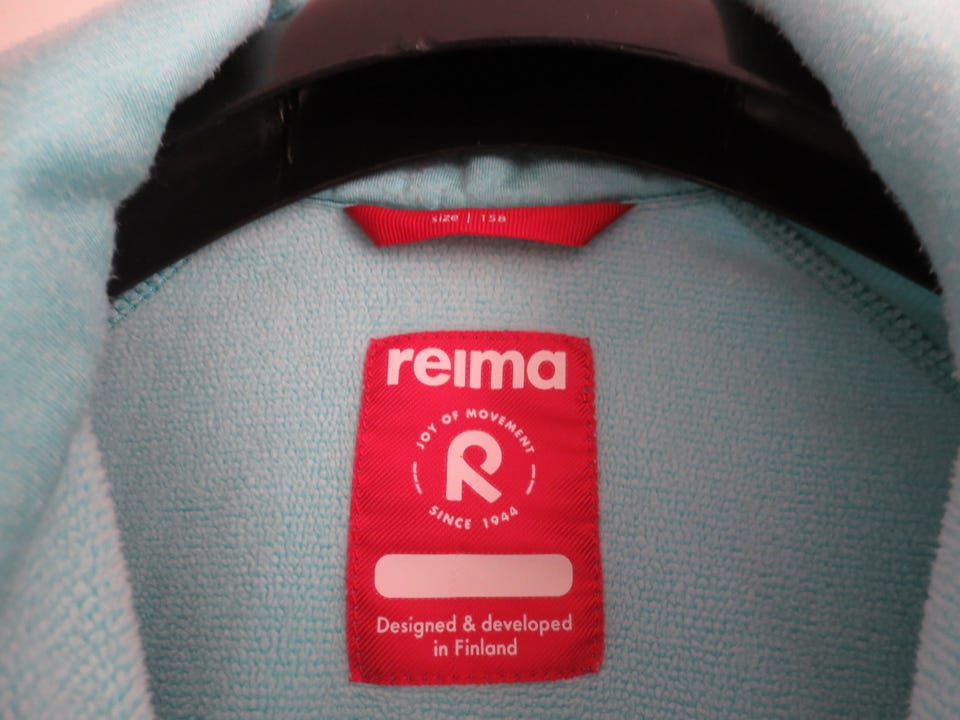 size | 158
reima
JOY OF MOVEMENT
R
SINCE 1944
Designed & developed
in Finland